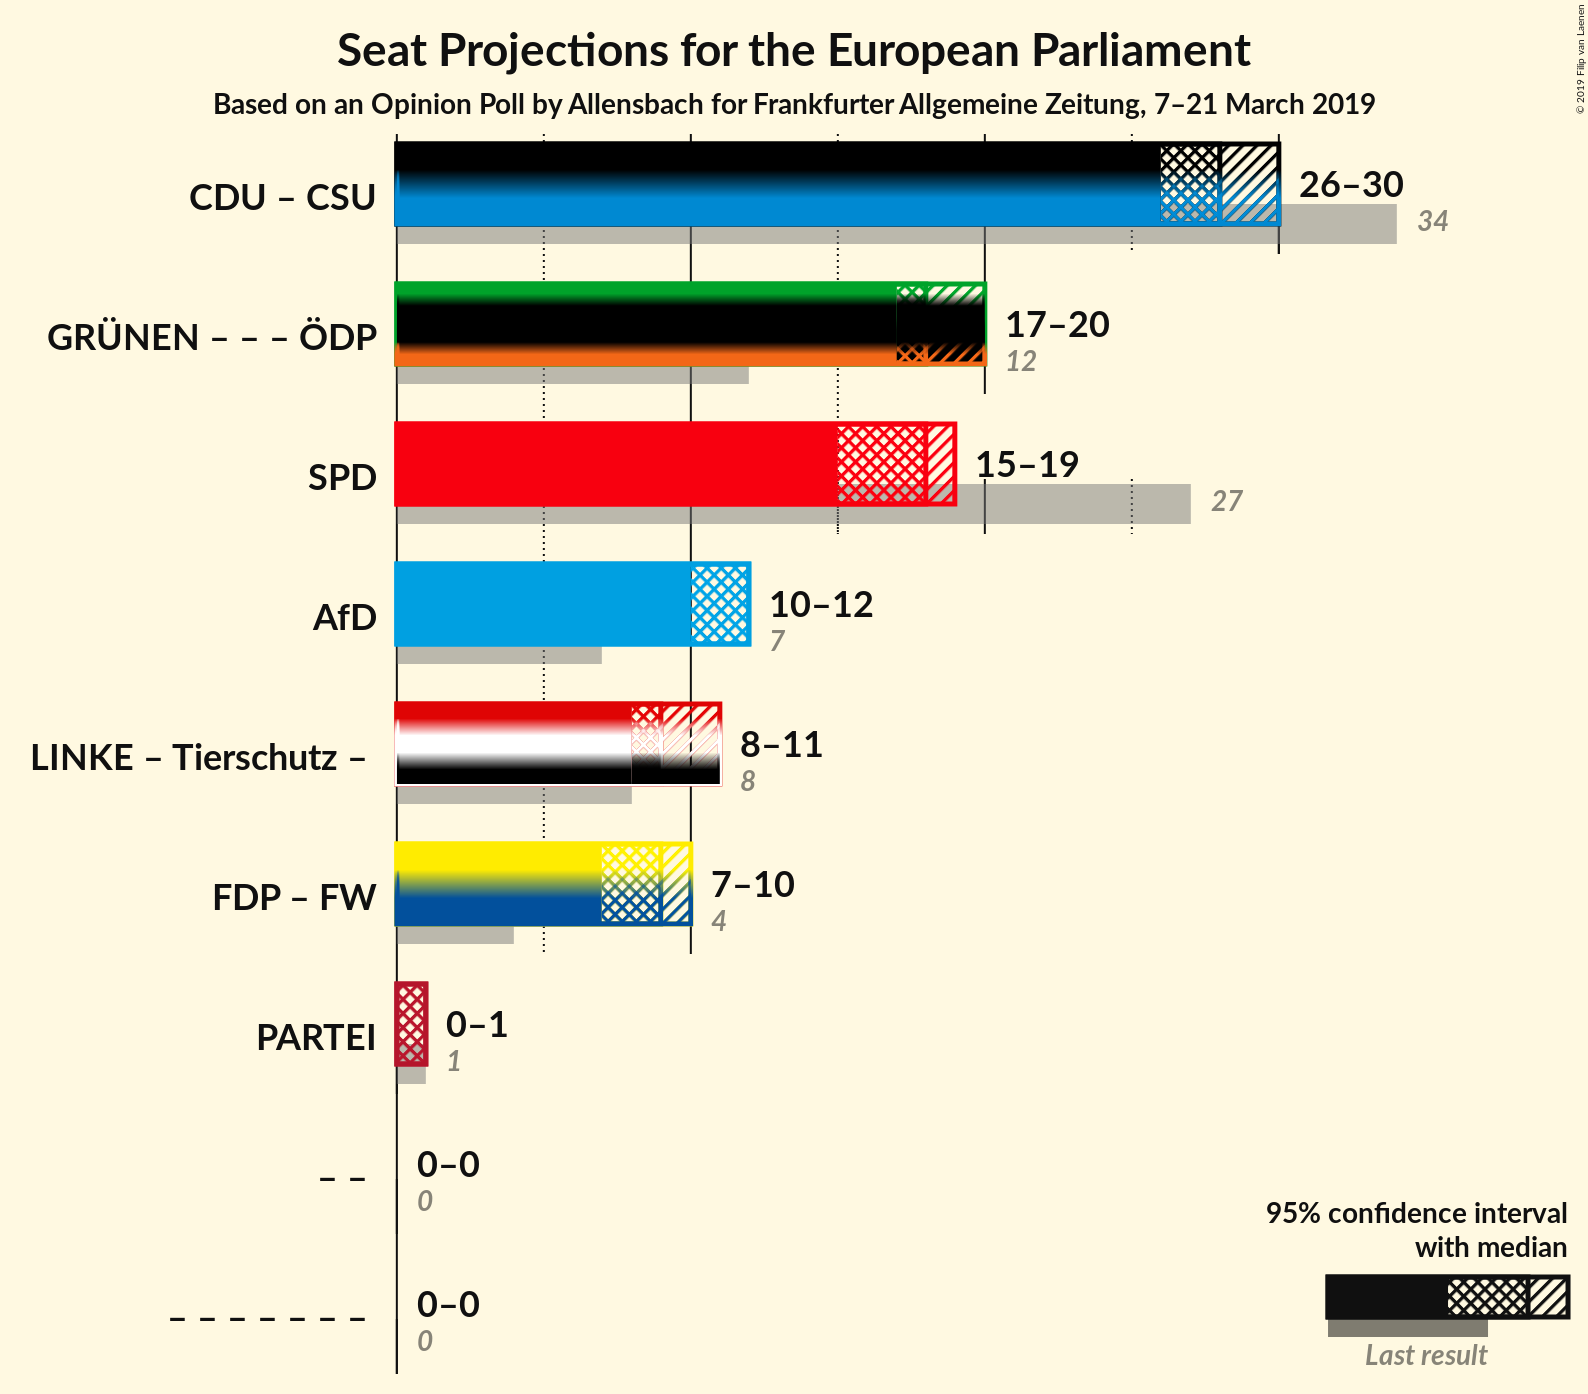 Seat Projections for the European Parliament
Based on an Opinion Poll by Allensbach for Frankfurter Allgemeine Zeitung, 7–21 March 2019
© 2019 Filip van Laenen
CDU – CSU
26–30
34
GRÜNEN – – – ÖDP
17–20
12
SPD
15–19
27
AfD
10–12
7
LINKE – Tierschutz –
8–11
8
FDP – FW
7–10
4
PARTEI
0–1
1
– –
0–0
0
– – – – – – –
0–0
0
95% confidence interval
with median
Last result